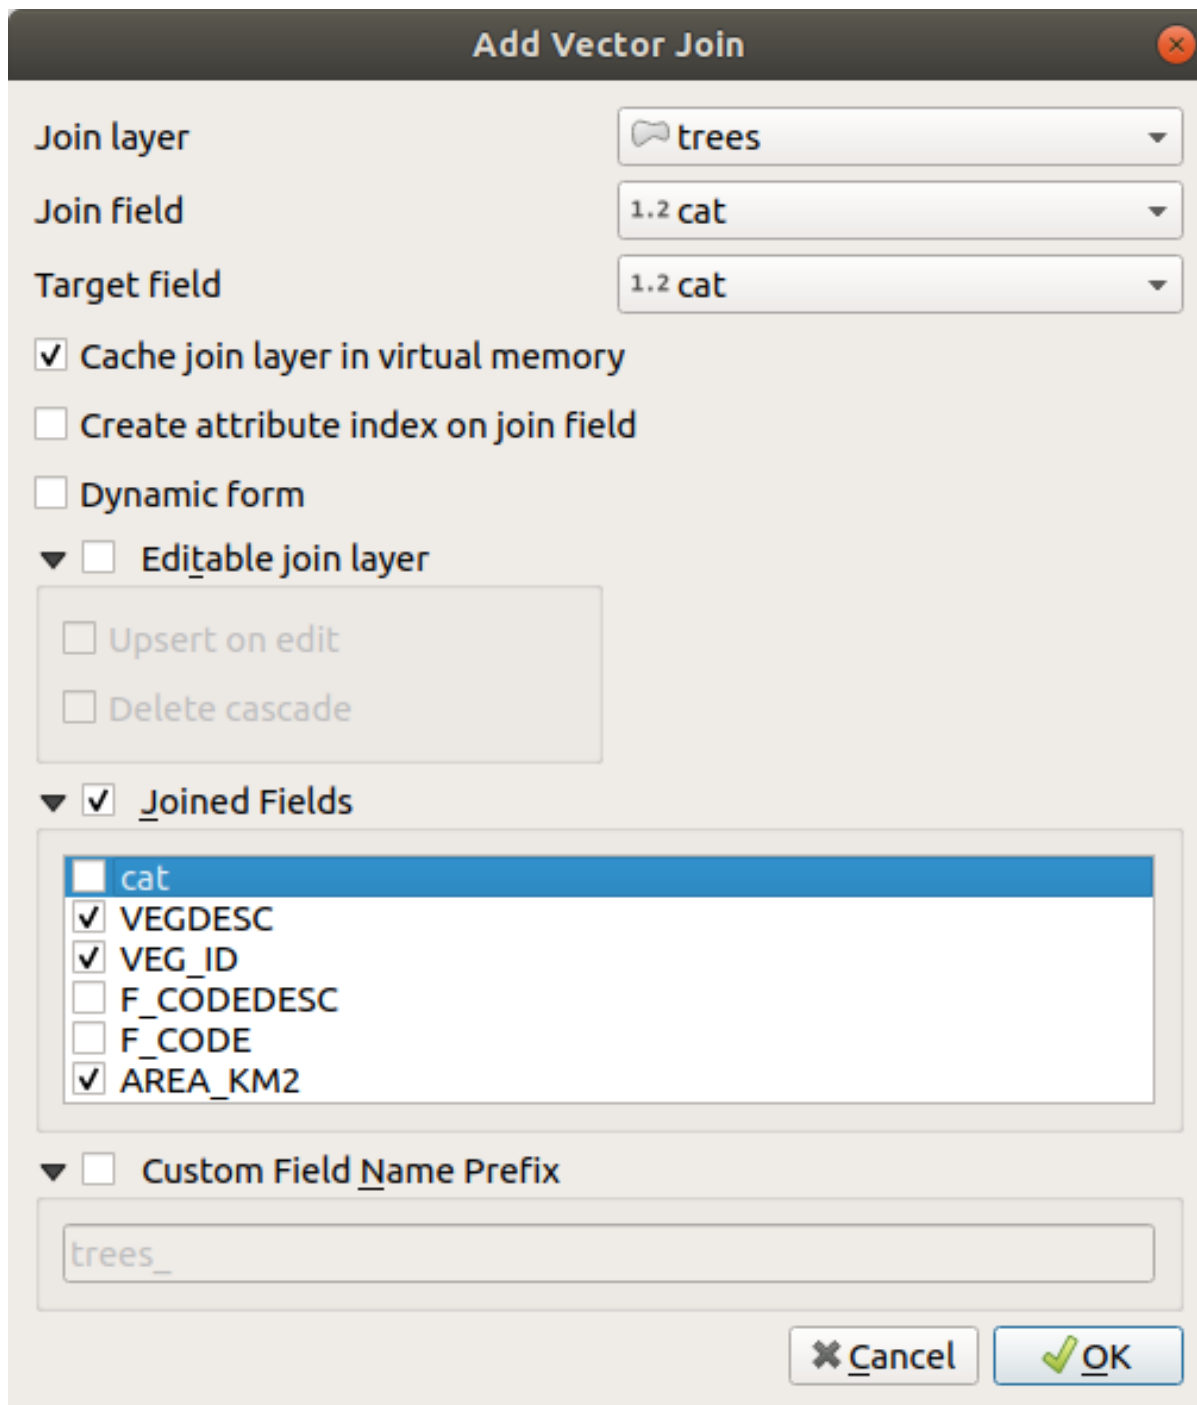 Add Vector Join
Join layer
trees
Join field
1.2 cat
Target field
1.2 cat
Cache join layer in virtual memory
Create attribute index on join field
Dynamic form
Editable join layer
Upsert on edit
Delete cascade
Joined Fields
cat
VEGDESC
VEG_ID
F_CODEDESC
F_CODE
AREA_KM2
Custom Field Name Prefix
trees_
Cancel
OK